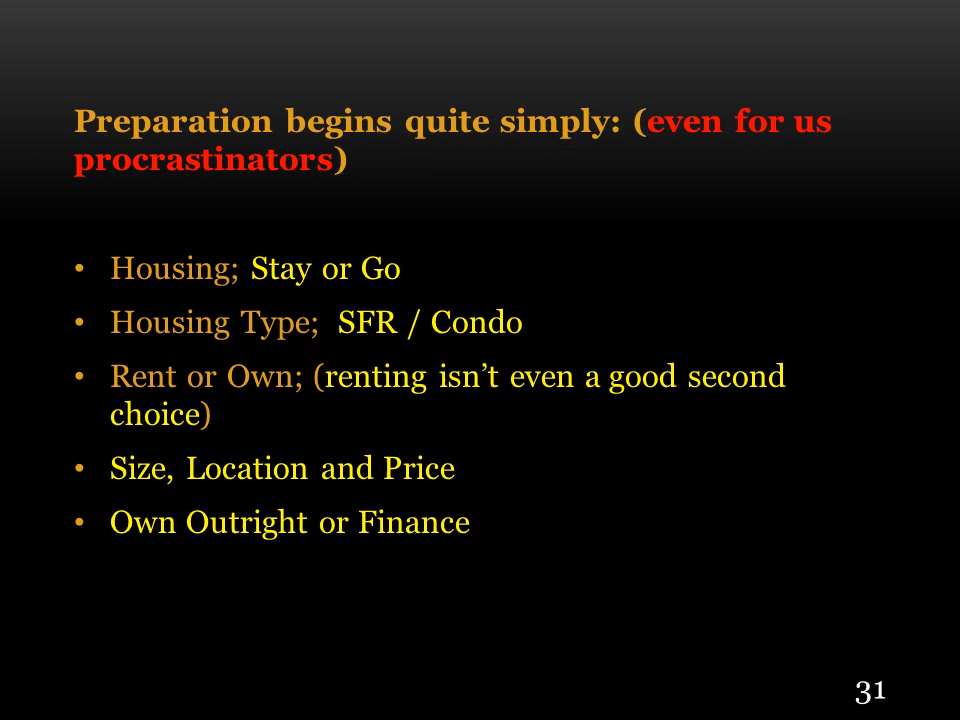 Preparation begins quite simply: (even for us
procrastinators)
• Housing; Stay or Go
• Housing Type;  SFR / Condo
• Rent or Own; (renting isn’t even a good second
choice)
• Size, Location and Price
• Own Outright or Finance
31